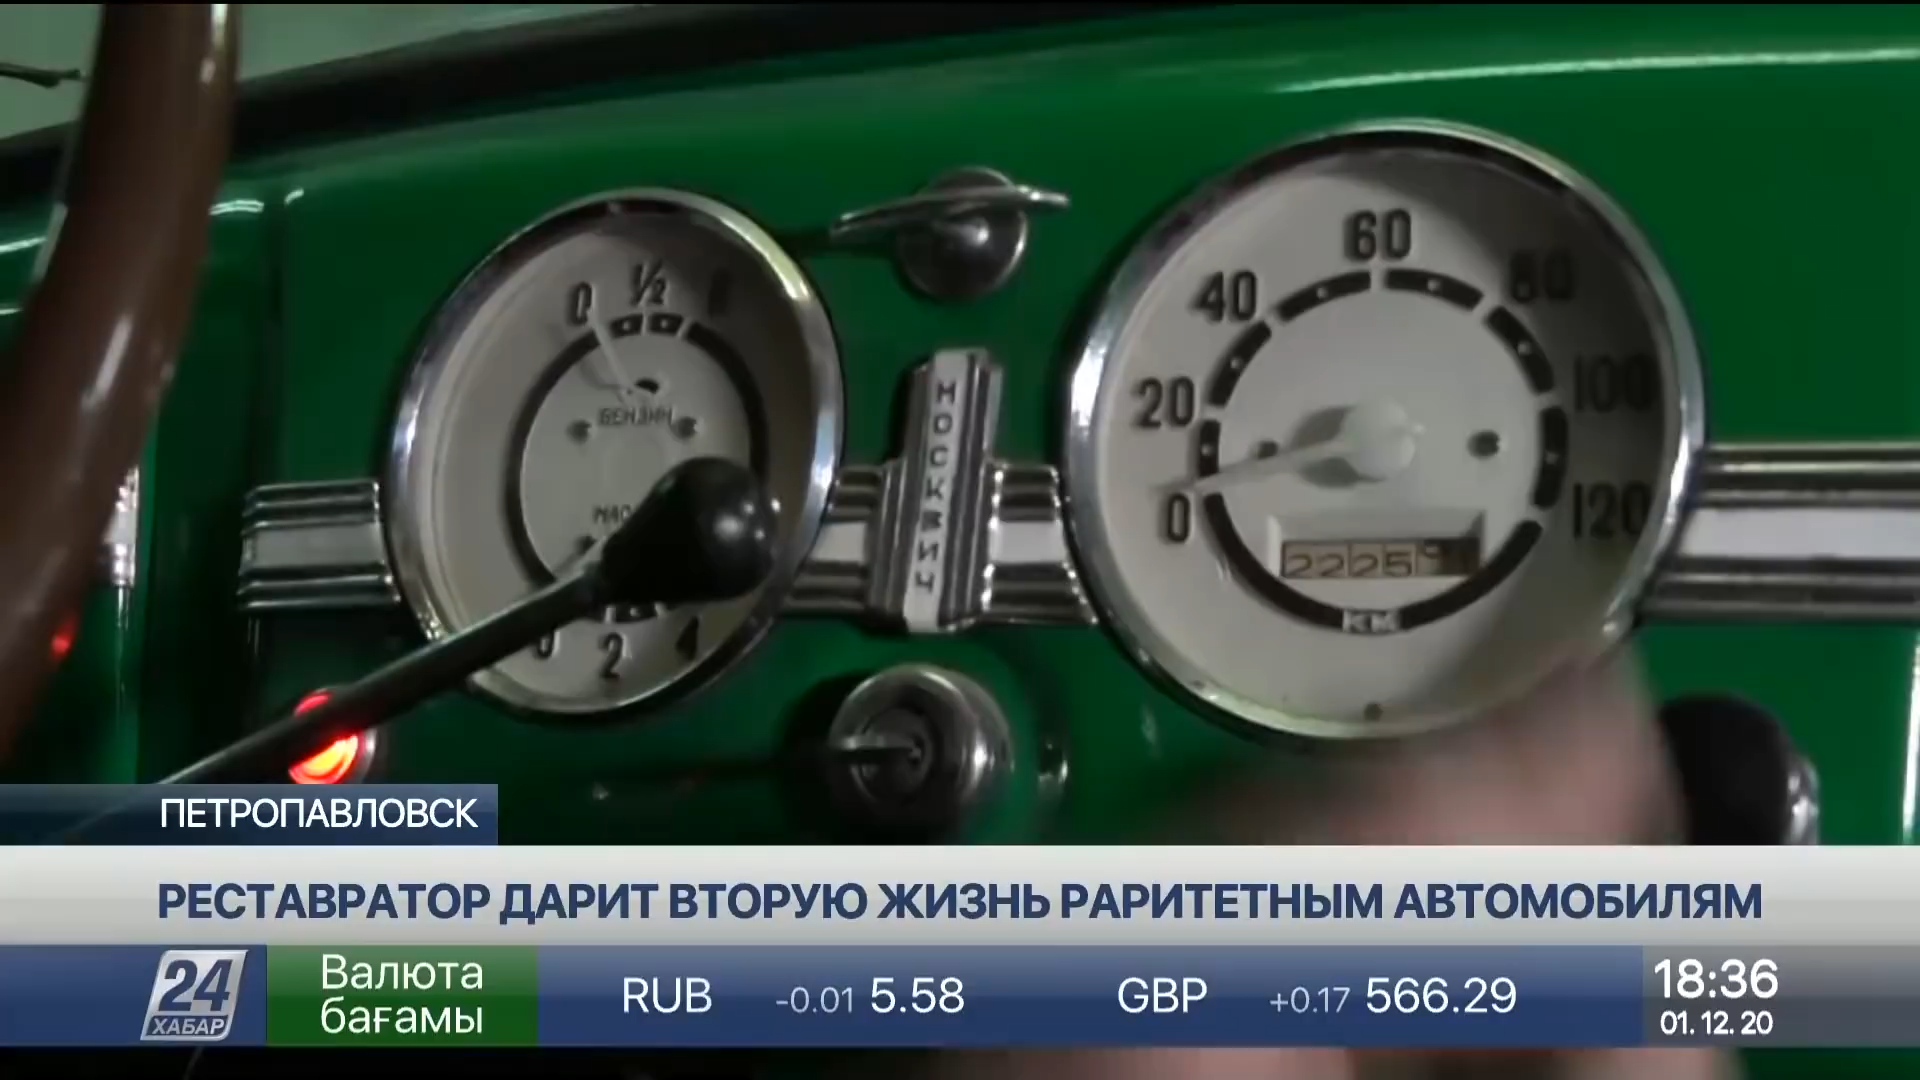 0 1/2
БЕНЗИН
0 2 4
МОСКВИЧ
0 20 40 60 80 100 120
КМ
ПЕТРОПАВЛОВСК
РЕСТАВРАТОР ДАРИТ ВТОРУЮ ЖИЗНЬ РАРИТЕТНЫМ АВТОМОБИЛЯМ
24 ХАБАР
Валюта бағамы
RUB -0.01 5.58 GBP +0.17 566.29
18:36
01. 12. 20